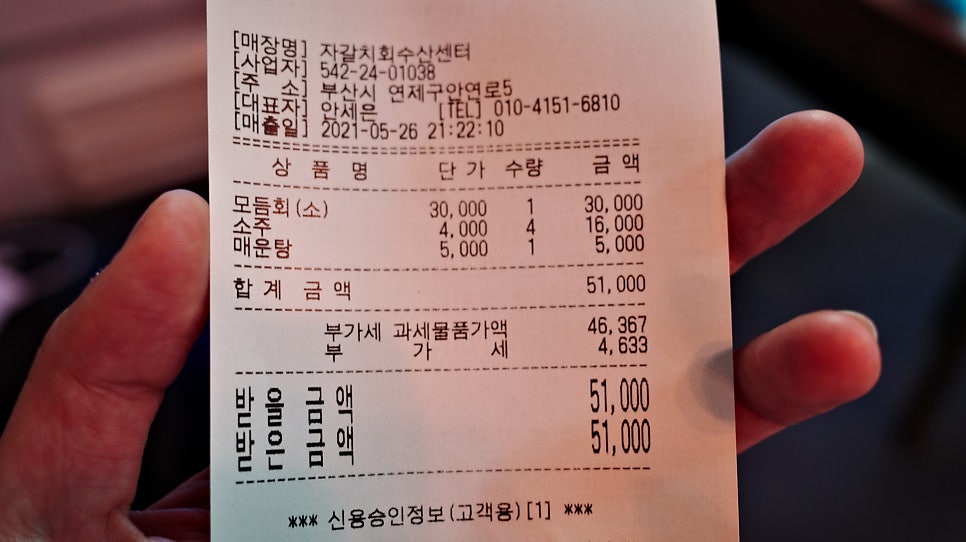 [매장명] 자갈치회수산센터
[사업자] 542-24-01038
[주 소] 부산시 연제구안연로5
[대표자] 안세은 [TEL] 010-4151-6810
[매출일] 2021-05-26 21:22:10
상 품 명 단 가 수량 금 액
모듬회(소) 30,000 1 30,000
소주 4,000 4 16,000
매운탕 5,000 1 5,000
합 계 금 액 51,000
부가세 과세물품가액 46,367
부 가 세 4,633
받 을 금 액 51,000
받 은 금 액 51,000
*** 신용승인정보(고객용)[1] ***